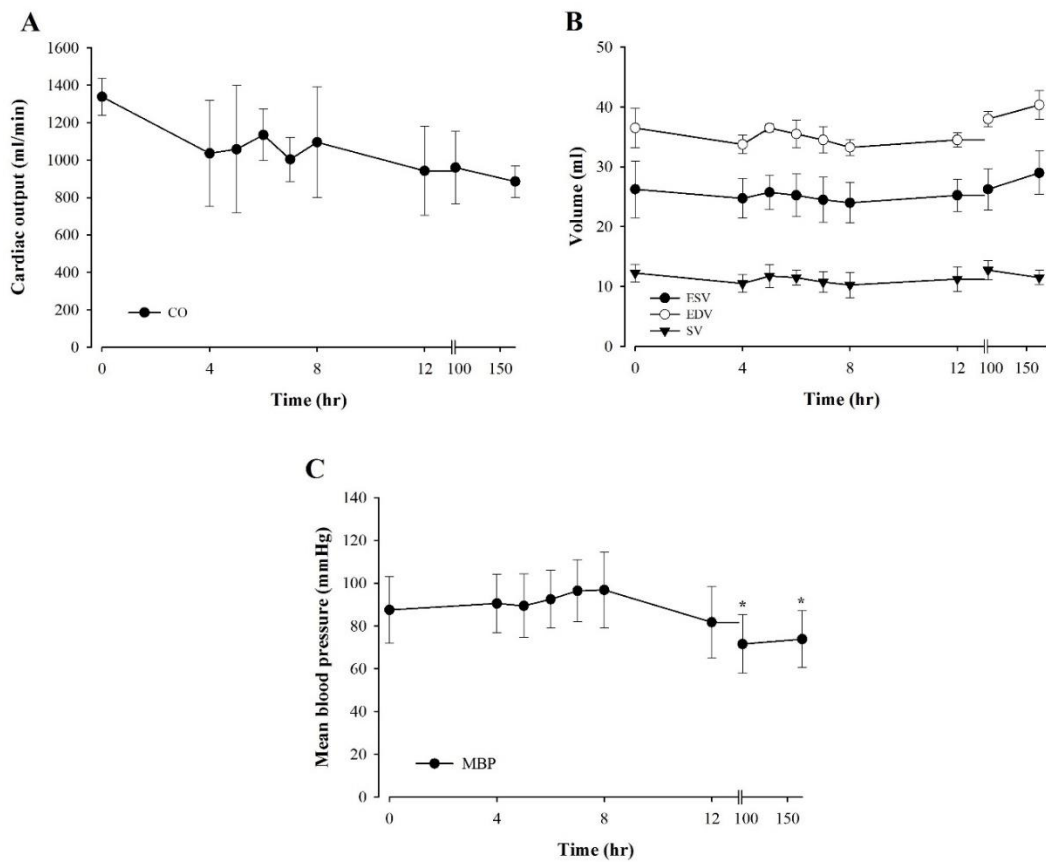 A
1600
1400
1200
1000
800
600
400
200
0
Cardiac output (ml/min)
CO
0 4 8 12 100 150
Time (hr)
B
50
40
30
20
10
0
Volume (ml)
ESV
EDV
SV
0 4 8 12 100 150
Time (hr)
C
140
120
100
80
60
40
20
0
Mean blood pressure (mmHg)
* *
MBP
0 4 8 12 100 150
Time (hr)